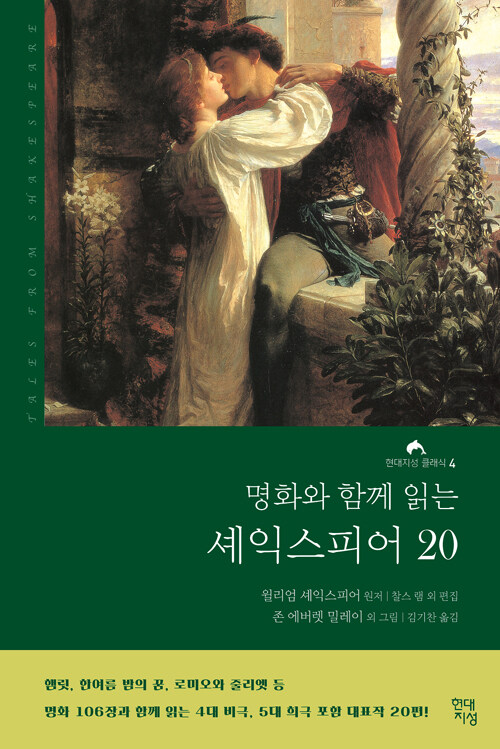 TALES FROM SHAKESPEARE
현대지성 클래식 4
명화와 함께 읽는
셰익스피어 20
윌리엄 셰익스피어 원저 | 찰스 램 외 편집
존 에버렛 밀레이 외 그림 | 김기찬 옮김
햄릿, 한여름 밤의 꿈, 로미오와 줄리엣 등
명화 106장과 함께 읽는 4대 비극, 5대 희극 포함 대표작 20편!
현대
지성